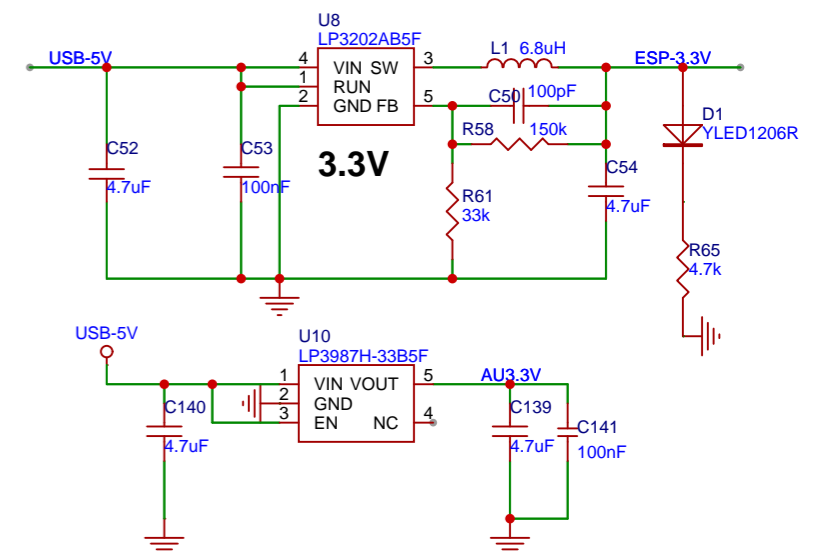 U8
LP3202AB5F
USB-5V
4 VIN SW 3
1 RUN
2 GND FB 5
L1 6.8uH
ESP-3.3V
C50 100pF
D1
YLED1206R
R58 150k
C52
4.7uF
C53
100nF
3.3V
R61
33k
C54
4.7uF
R65
4.7k
USB-5V
U10
LP3987H-33B5F
1 VIN VOUT 5
2 GND
3 EN NC 4
AU3.3V
C140
4.7uF
C139
4.7uF
C141
100nF